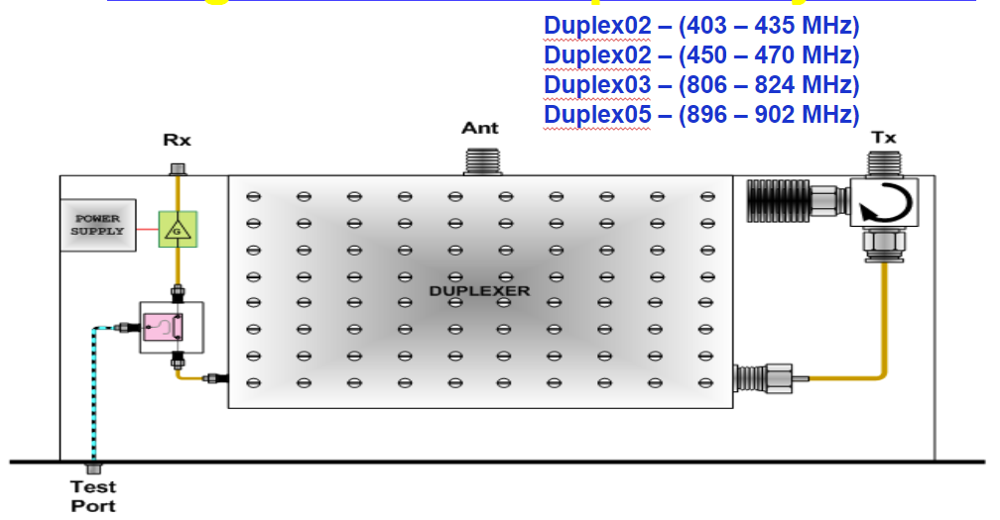 Duplex02 – (403 – 435 MHz)
Duplex02 – (450 – 470 MHz)
Duplex03 – (806 – 824 MHz)
Duplex05 – (896 – 902 MHz)
Rx
Ant
Tx
POWER
SUPPLY
G
DUPLEXER
Test
Port